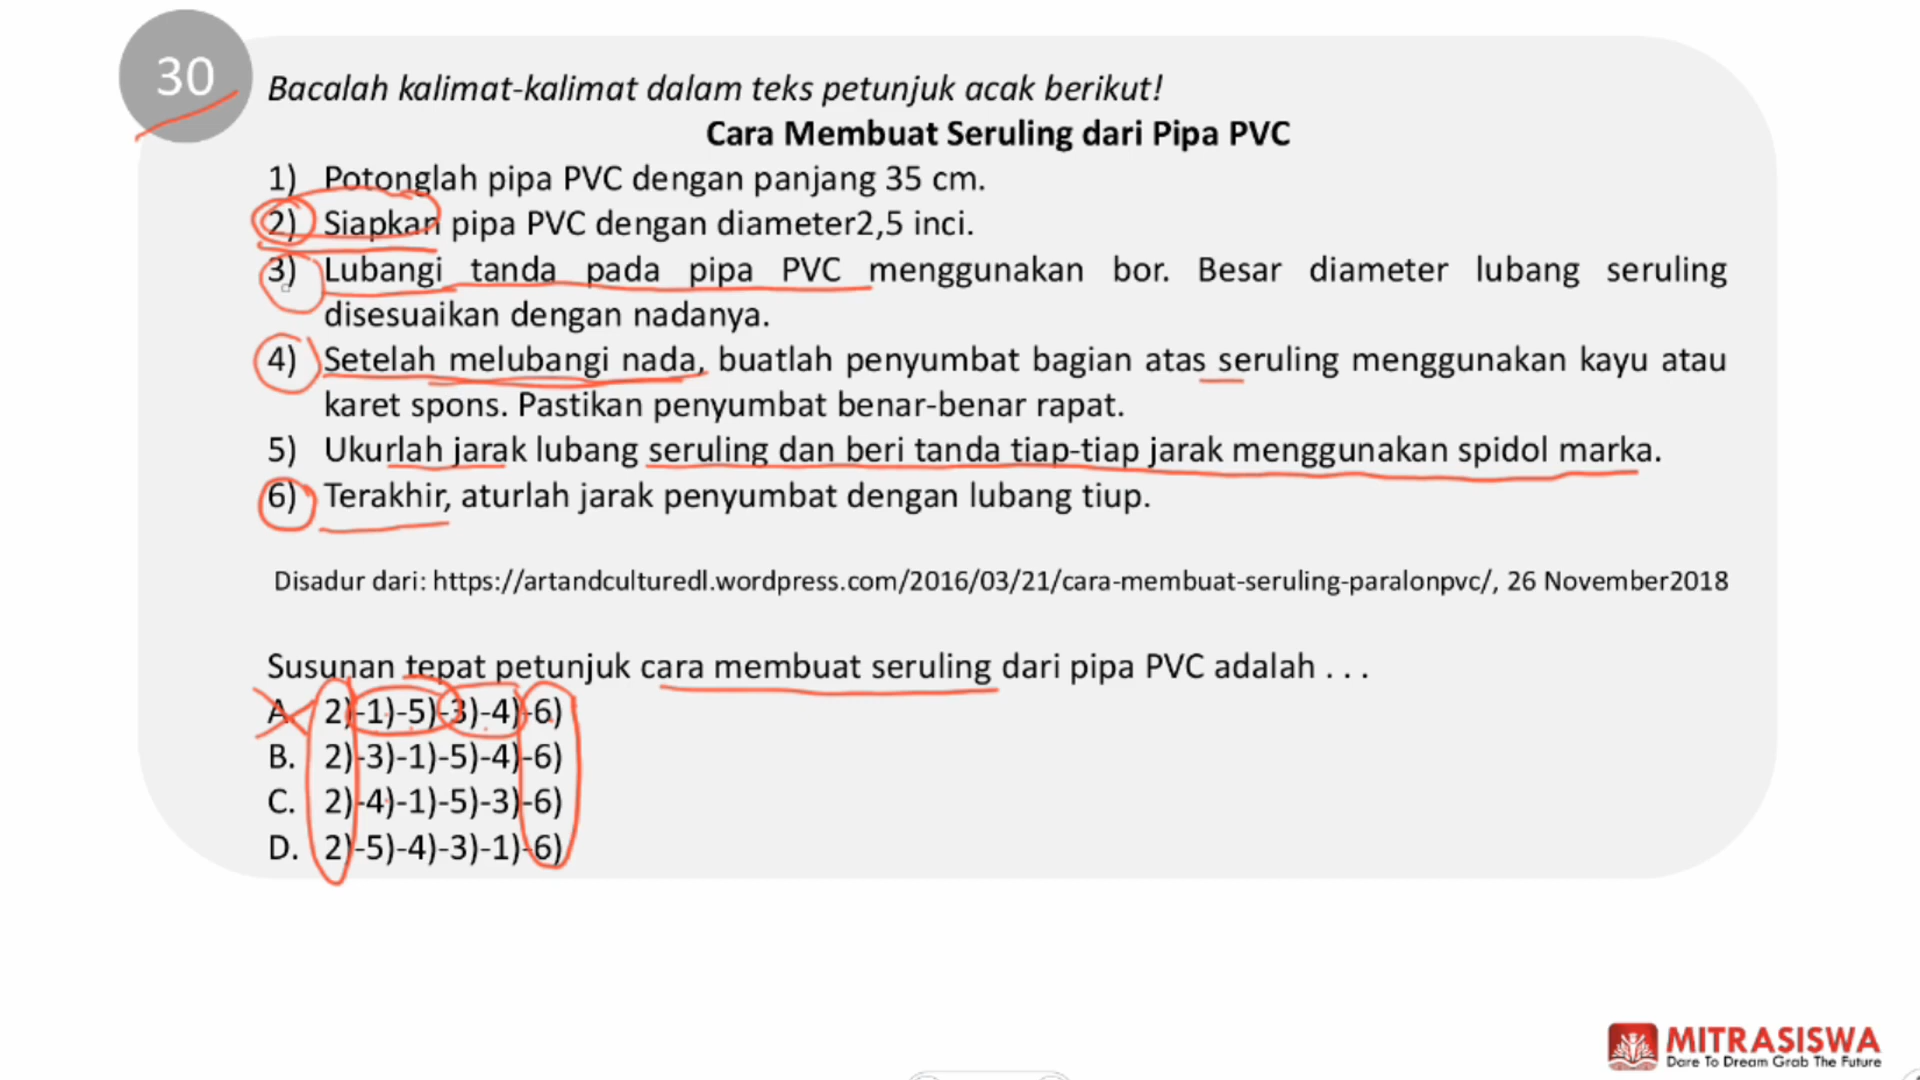 30
Bacalah kalimat-kalimat dalam teks petunjuk acak berikut!
Cara Membuat Seruling dari Pipa PVC
1) Potonglah pipa PVC dengan panjang 35 cm.
2) Siapkan pipa PVC dengan diameter2,5 inci.
3) Lubangi tanda pada pipa PVC menggunakan bor. Besar diameter lubang seruling
disesuaikan dengan nadanya.
4) Setelah melubangi nada, buatlah penyumbat bagian atas seruling menggunakan kayu atau
karet spons. Pastikan penyumbat benar-benar rapat.
5) Ukurlah jarak lubang seruling dan beri tanda tiap-tiap jarak menggunakan spidol marka.
6) Terakhir, aturlah jarak penyumbat dengan lubang tiup.
Disadur dari: https://artandculturedl.wordpress.com/2016/03/21/cara-membuat-seruling-paralonpvc/, 26 November2018
Susunan tepat petunjuk cara membuat seruling dari pipa PVC adalah . . .
A. 2)-1)-5)-3)-4)-6)
B. 2)-3)-1)-5)-4)-6)
C. 2)-4)-1)-5)-3)-6)
D. 2)-5)-4)-3)-1)-6)
MITRASISWA
Dare To Dream Grab The Future